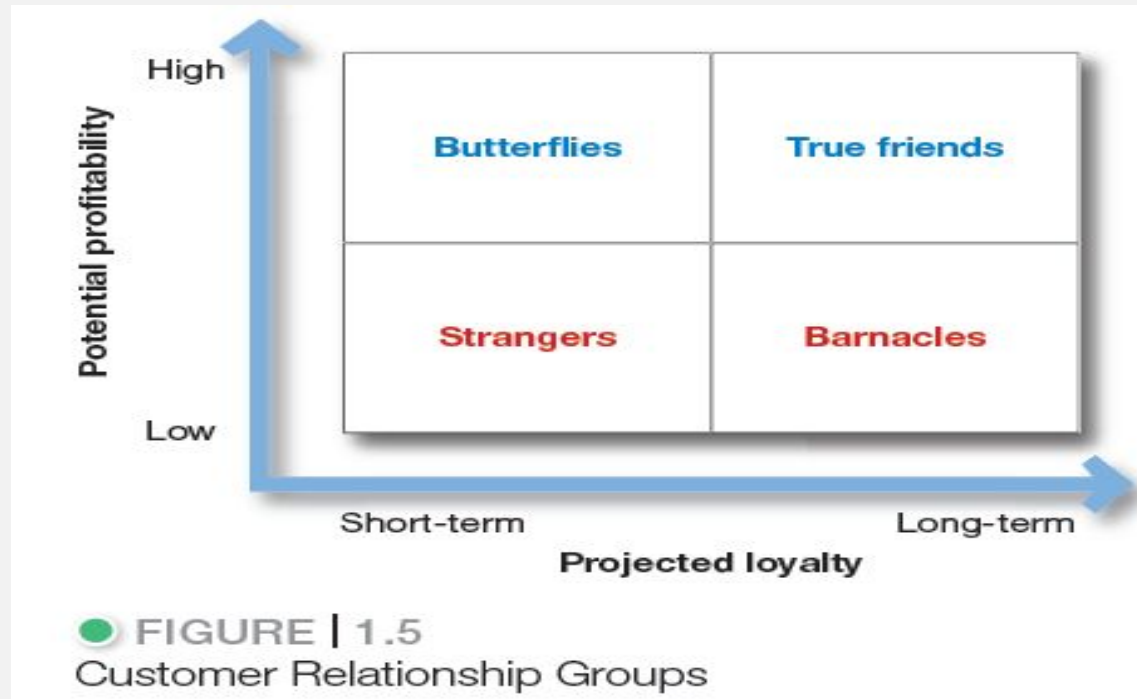 High
Potential profitability
Butterflies
True friends
Strangers
Barnacles
Low
Short-term
Long-term
Projected loyalty
FIGURE | 1.5
Customer Relationship Groups